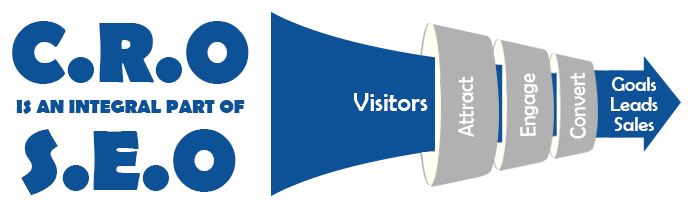 C.R.O
IS AN INTEGRAL PART OF
S.E.O
Visitors
Attract
Engage
Convert
Goals
Leads
Sales